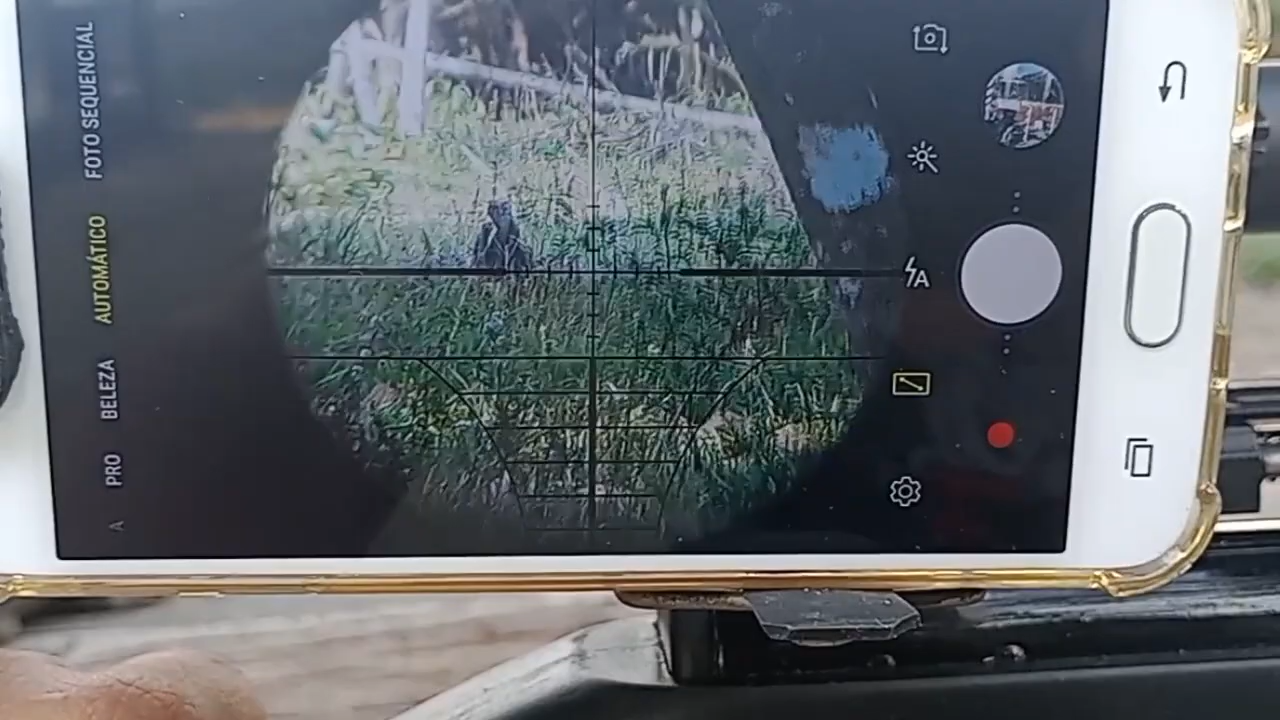 FOTO SEQUENCIAL
AUTOMÁTICO
BELEZA
PRO
A
A